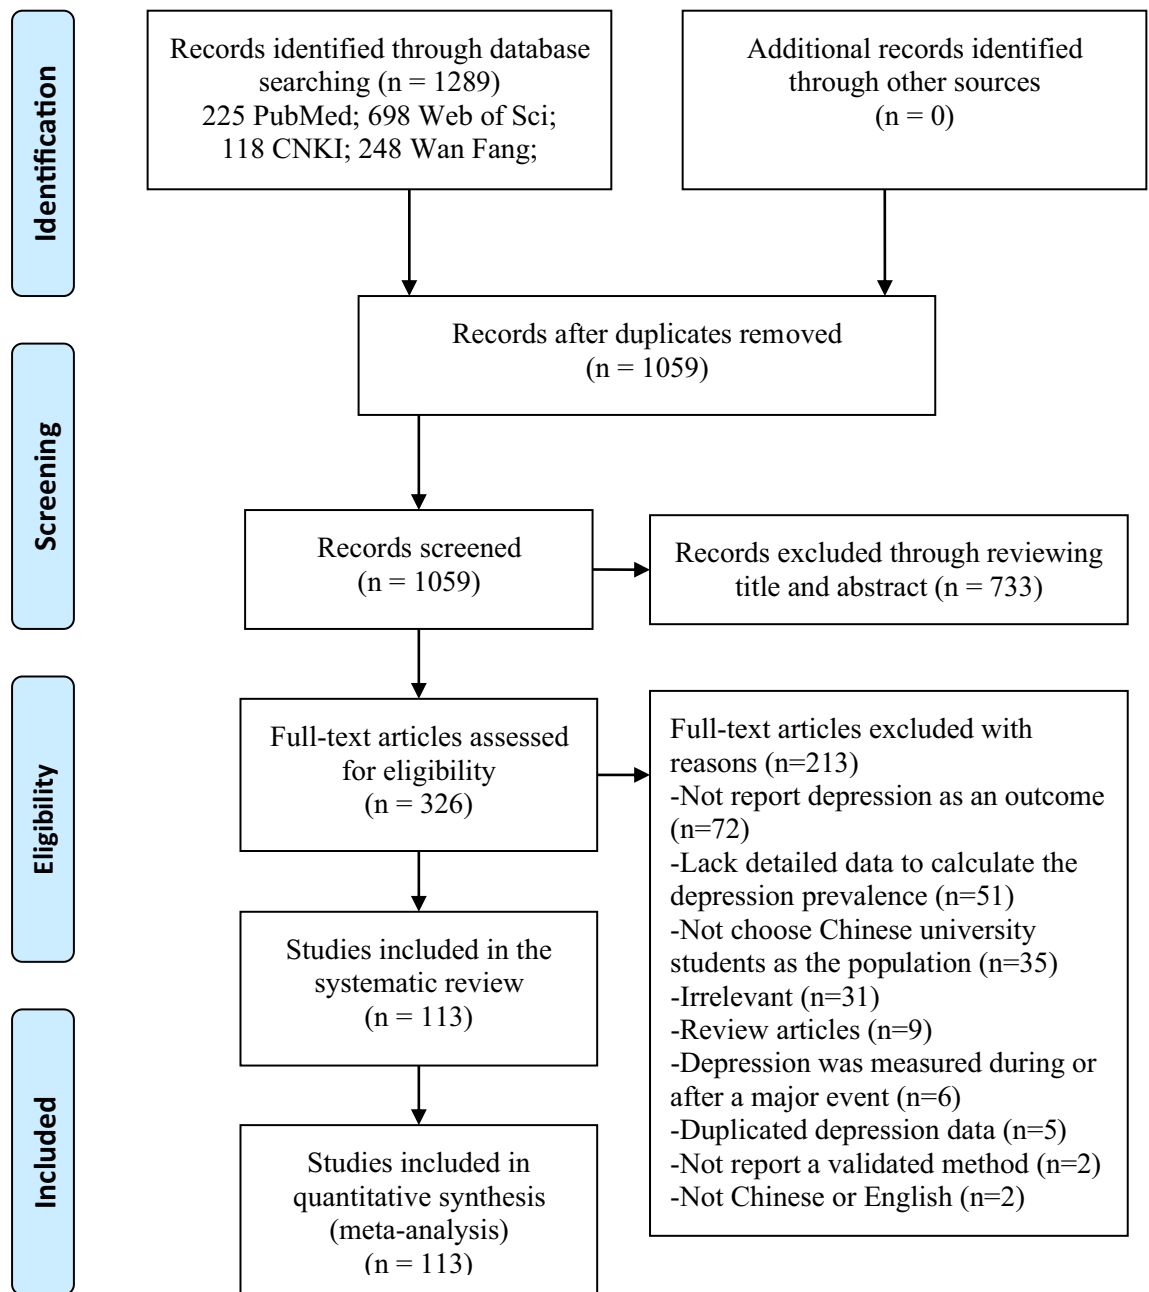 Identification
Records identified through database
searching (n = 1289)
225 PubMed; 698 Web of Sci;
118 CNKI; 248 Wan Fang;
Additional records identified
through other sources
(n = 0)
Records after duplicates removed
(n = 1059)
Screening
Records screened
(n = 1059)
Records excluded through reviewing
title and abstract (n = 733)
Eligibility
Full-text articles assessed
for eligibility
(n = 326)
Full-text articles excluded with
reasons (n=213)
-Not report depression as an outcome
(n=72)
-Lack detailed data to calculate the
depression prevalence (n=51)
-Not choose Chinese university
students as the population (n=35)
-Irrelevant (n=31)
-Review articles (n=9)
-Depression was measured during or
after a major event (n=6)
-Duplicated depression data (n=5)
-Not report a validated method (n=2)
-Not Chinese or English (n=2)
Studies included in the
systematic review
(n = 113)
Included
Studies included in
quantitative synthesis
(meta-analysis)
(n = 113)